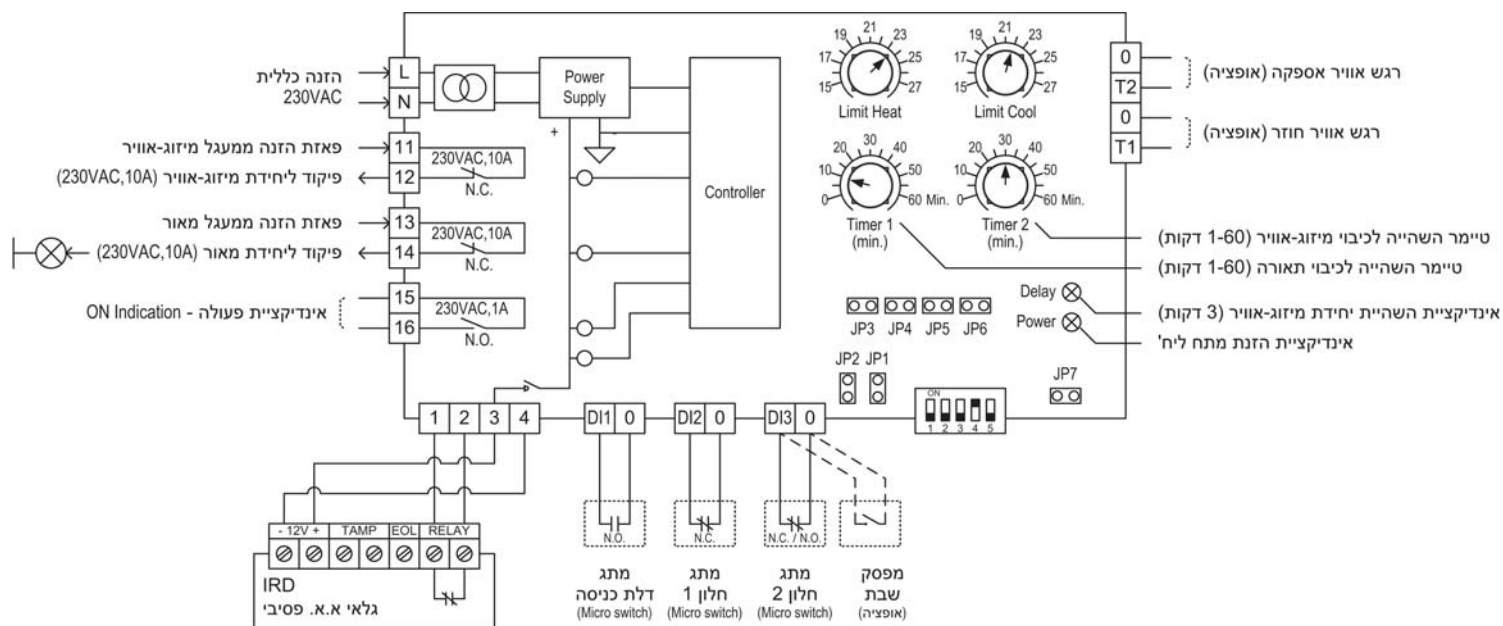 הזנה כללית
230VAC
L
N
Power
Supply
+
-
Controller
פאזת הזנה ממעגל מיזוג-אוויר
פיקוד ליחידת מיזוג-אוויר (230VAC,10A)
11
12
230VAC,10A
N.C.
פאזת הזנה ממעגל מאור
פיקוד ליחידת מאור (230VAC,10A)
13
14
230VAC,10A
N.C.
אינדיקציית פעולה - ON Indication
15
16
230VAC,1A
N.O.
15 17 19 21 23 25 27
Limit Heat
15 17 19 21 23 25 27
Limit Cool
0 10 20 30 40 50 60 Min.
Timer 1
(min.)
0 10 20 30 40 50 60 Min.
Timer 2
(min.)
0
T2
רגש אוויר אספקה (אופציה)
0
T1
רגש אוויר חוזר (אופציה)
טיימר השהייה לכיבוי מיזוג-אוויר (1-60 דקות)
טיימר השהייה לכיבוי תאורה (1-60 דקות)
Delay
אינדיקציית השהיית יחידת מיזוג-אוויר (3 דקות)
Power
אינדיקציית הזנת מתח ליח'
JP3 JP4 JP5 JP6
JP2 JP1
JP7
ON
1 2 3 4 5
1 2 3 4
DI1 0
DI2 0
DI3 0
- 12V + TAMP EOL RELAY
IRD
גלאי א.א. פסיבי
N.O.
מתג
דלת כניסה
(Micro switch)
N.C.
מתג
חלון 1
(Micro switch)
N.C. / N.O.
מתג
חלון 2
(Micro switch)
מפסק
שבת
(אופציה)